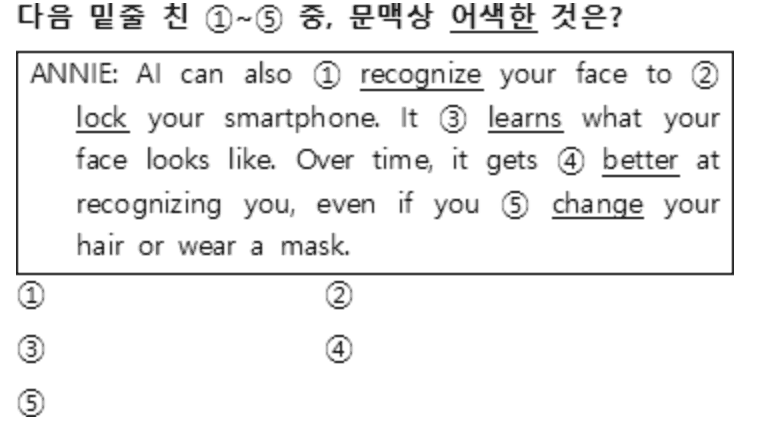 다음 밑줄 친 ①~⑤ 중, 문맥상 어색한 것은?
ANNIE: AI can also ① recognize your face to ②
lock your smartphone. It ③ learns what your
face looks like. Over time, it gets ④ better at
recognizing you, even if you ⑤ change your
hair or wear a mask.
① ②
③ ④
⑤